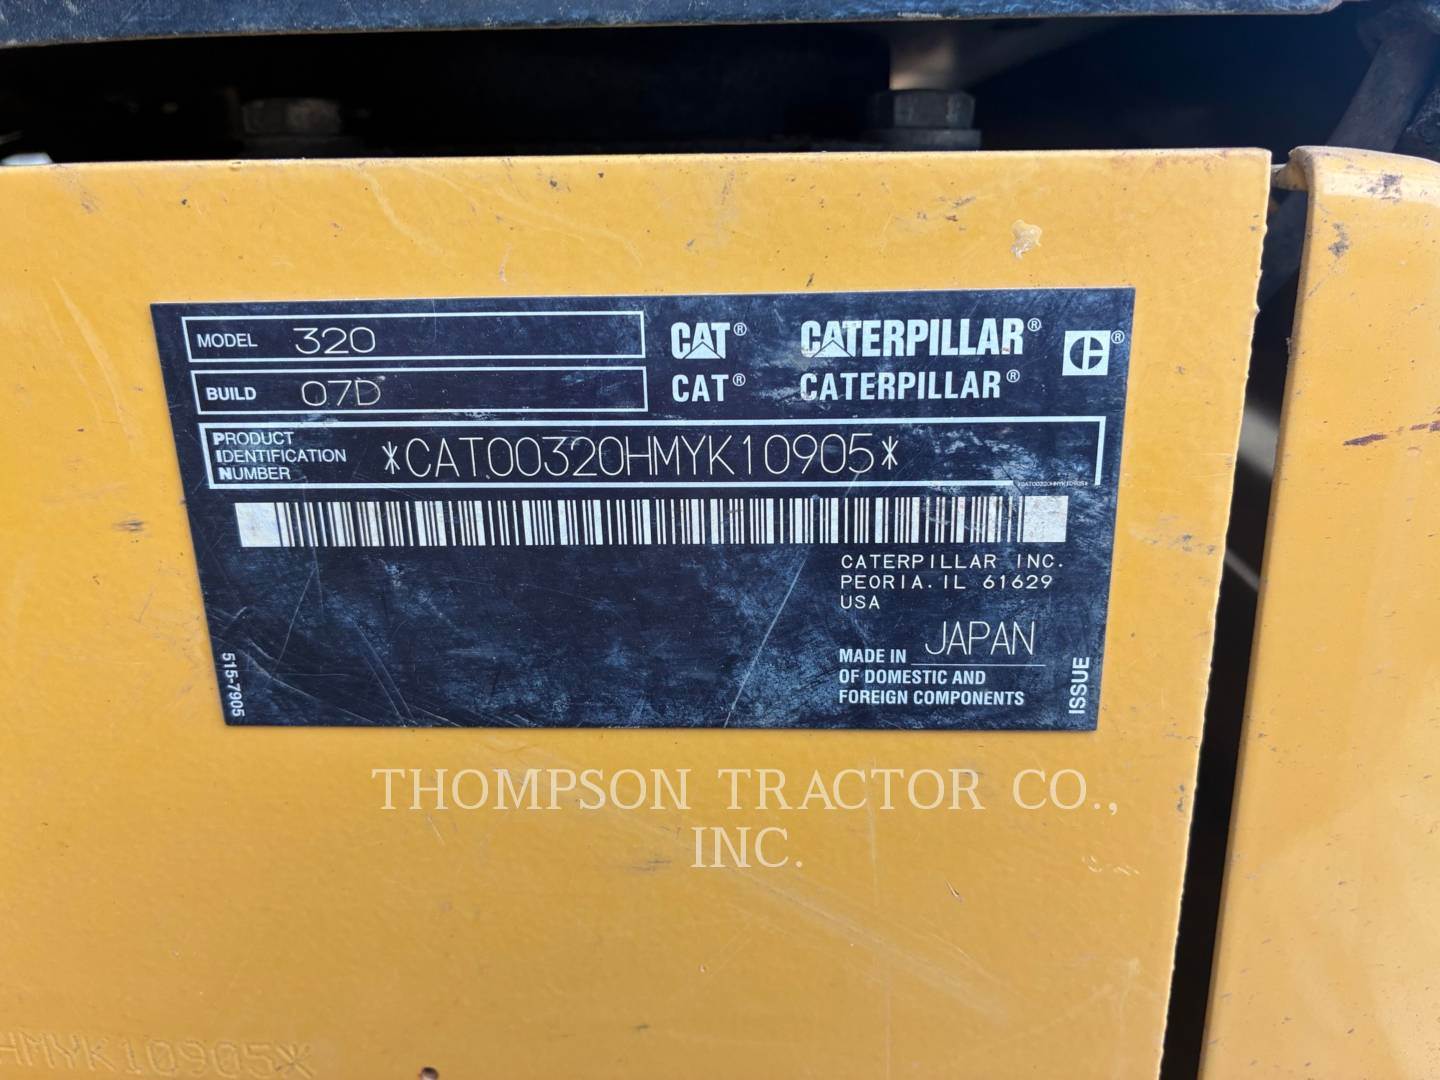 MODEL 320
BUILD 07D
CAT® CATERPILLAR® ®
CAT® CATERPILLAR®
PRODUCT
IDENTIFICATION
NUMBER
*CAT00320HMYK10905*
*CAT00320HMYK10905*
CATERPILLAR INC.
PEORIA. IL 61629
USA
MADE IN JAPAN
OF DOMESTIC AND
FOREIGN COMPONENTS
515-7905
ISSUE
THOMPSON TRACTOR CO.,
INC.
HMYK10905*